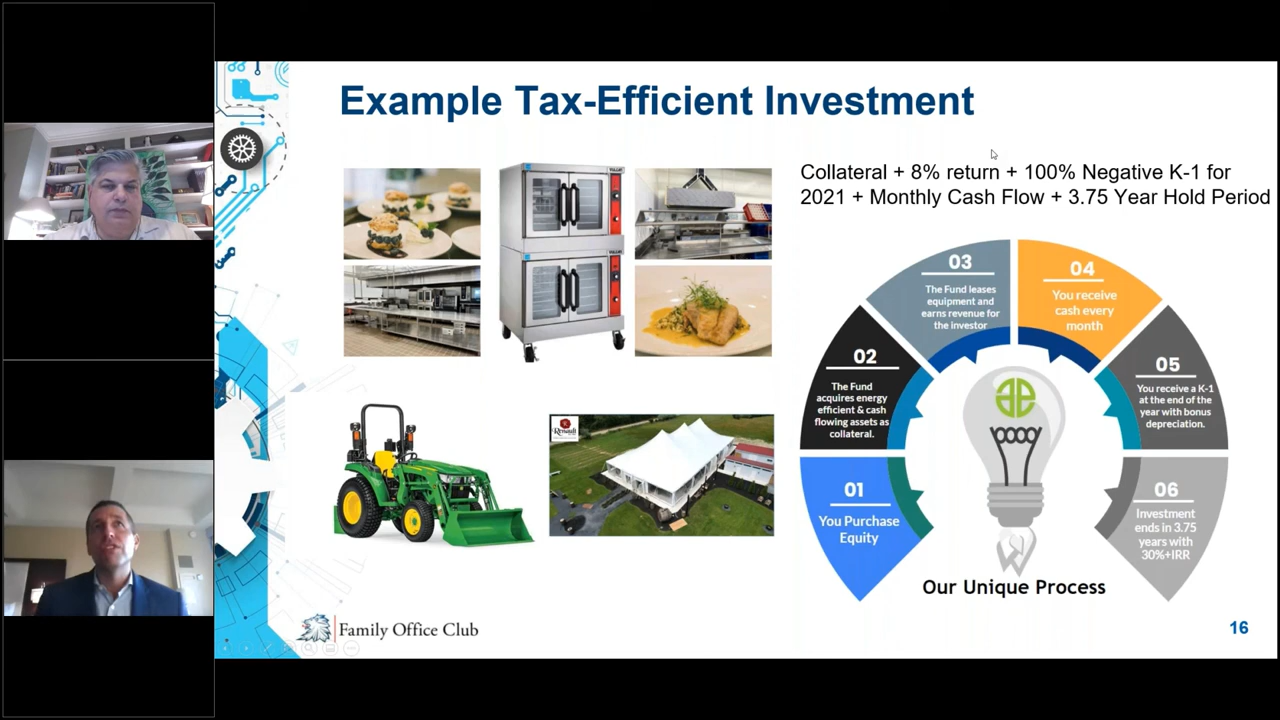 Example Tax-Efficient Investment
Collateral + 8% return + 100% Negative K-1 for
2021 + Monthly Cash Flow + 3.75 Year Hold Period
01
You Purchase
Equity
02
The Fund
acquires energy
efficient & cash
flowing assets as
collateral.
03
The Fund leases
equipment and
earns revenue for
the investor
04
You receive
cash every
month
05
You receive a K-1
at the end of the
year with bonus
depreciation.
06
Investment
ends in 3.75
years with
30%+IRR
ae
Our Unique Process
VULCAN
Renault
Family Office Club
16